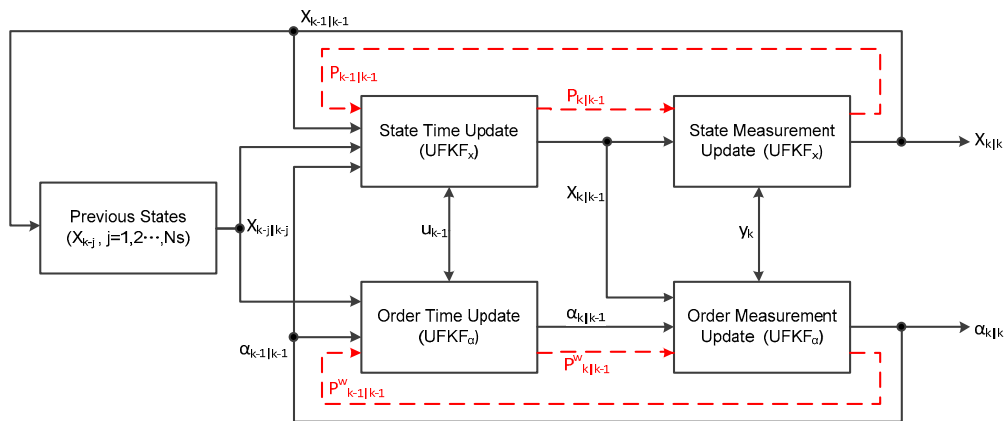 X_{k-1|k-1}
P_{k-1|k-1}
P_{k|k-1}
State Time Update
(UFKF_x)
State Measurement
Update (UFKF_x)
X_{k|k}
X_{k|k-1}
Previous States
(X_{k-j}, j=1,2⋯,Ns)
X_{k-j|k-j}
u_{k-1}
y_k
Order Time Update
(UFKF_α)
α_{k|k-1}
Order Measurement
Update (UFKF_α)
α_{k|k}
α_{k-1|k-1}
P^w_{k-1|k-1}
P^w_{k|k-1}